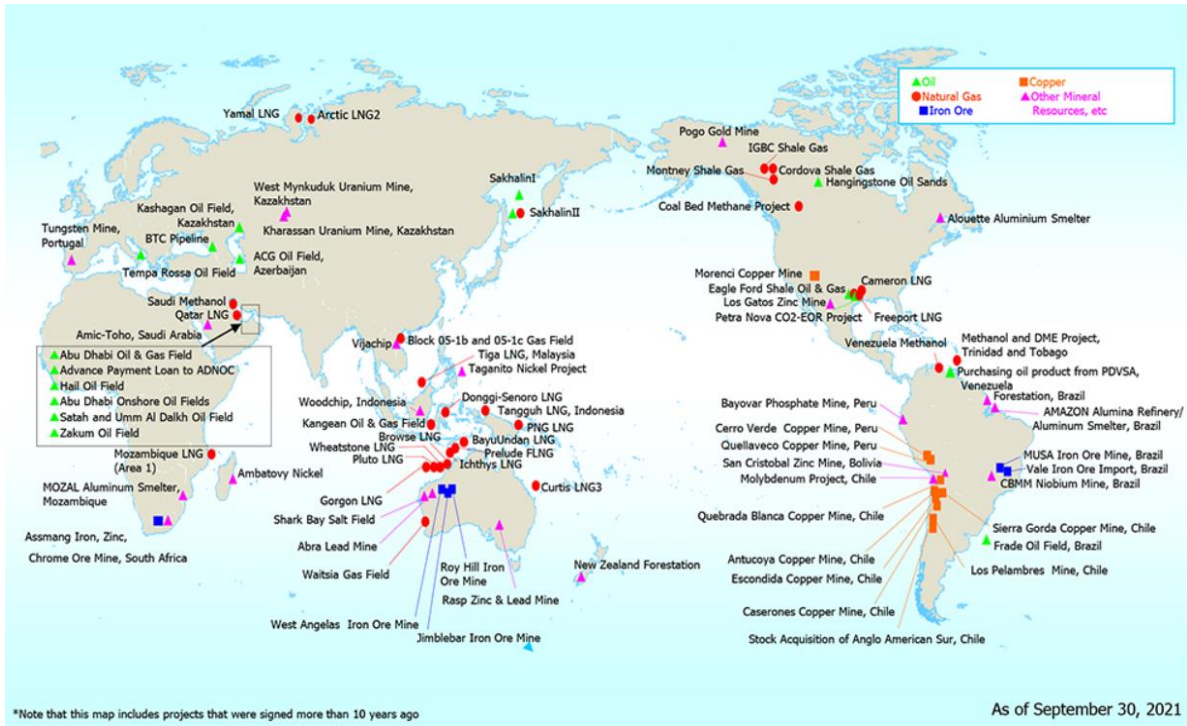 Oil
Copper
Natural Gas
Other Mineral
Resources, etc
Iron Ore
Yamal LNG
Arctic LNG2
Pogo Gold Mine
IGBC Shale Gas
Montney Shale Gas
Cordova Shale Gas
Hangingstone Oil Sands
Coal Bed Methane Project
Alouette Aluminium Smelter
West Mynkuduk Uranium Mine,
Kazakhstan
SakhalinI
SakhalinII
Kashagan Oil Field,
Kazakhstan
Kharassan Uranium Mine, Kazakhstan
Tungsten Mine,
Portugal
BTC Pipeline
ACG Oil Field,
Azerbaijan
Tempa Rossa Oil Field
Morenci Copper Mine
Cameron LNG
Eagle Ford Shale Oil & Gas
Los Gatos Zinc Mine
Petra Nova CO2-EOR Project
Freeport LNG
Saudi Methanol
Qatar LNG
Amic-Toho, Saudi Arabia
Abu Dhabi Oil & Gas Field
Advance Payment Loan to ADNOC
Hail Oil Field
Abu Dhabi Onshore Oil Fields
Satah and Umm Al Dalkh Oil Field
Zakum Oil Field
Vijachip
Block 05-1b and 05-1c Gas Field
Tiga LNG, Malaysia
Taganito Nickel Project
Venezuela Methanol
Methanol and DME Project,
Trinidad and Tobago
Purchasing oil product from PDVSA,
Venezuela
Forestation, Brazil
AMAZON Alumina Refinery/
Aluminum Smelter, Brazil
Woodchip, Indonesia
Donggi-Senoro LNG
Tangguh LNG, Indonesia
Kangean Oil & Gas Field
PNG LNG
Browse LNG
BayuUndan LNG
Wheatstone LNG
Prelude FLNG
Pluto LNG
Ichthys LNG
Gorgon LNG
Curtis LNG3
Mozambique LNG
(Area 1)
Ambatovy Nickel
MOZAL Aluminum Smelter,
Mozambique
Assmang Iron, Zinc,
Chrome Ore Mine, South Africa
Shark Bay Salt Field
Abra Lead Mine
Waitsia Gas Field
Roy Hill Iron
Ore Mine
Rasp Zinc & Lead Mine
West Angelas Iron Ore Mine
Jimblebar Iron Ore Mine
New Zealand Forestation
Bayovar Phosphate Mine, Peru
Cerro Verde Copper Mine, Peru
Quellaveco Copper Mine, Peru
San Cristobal Zinc Mine, Bolivia
Molybdenum Project, Chile
MUSA Iron Ore Mine, Brazil
Vale Iron Ore Import, Brazil
CBMM Niobium Mine, Brazil
Quebrada Blanca Copper Mine, Chile
Sierra Gorda Copper Mine, Chile
Frade Oil Field, Brazil
Antucoya Copper Mine, Chile
Los Pelambres Mine, Chile
Escondida Copper Mine, Chile
Caserones Copper Mine, Chile
Stock Acquisition of Anglo American Sur, Chile
*Note that this map includes projects that were signed more than 10 years ago
As of September 30, 2021